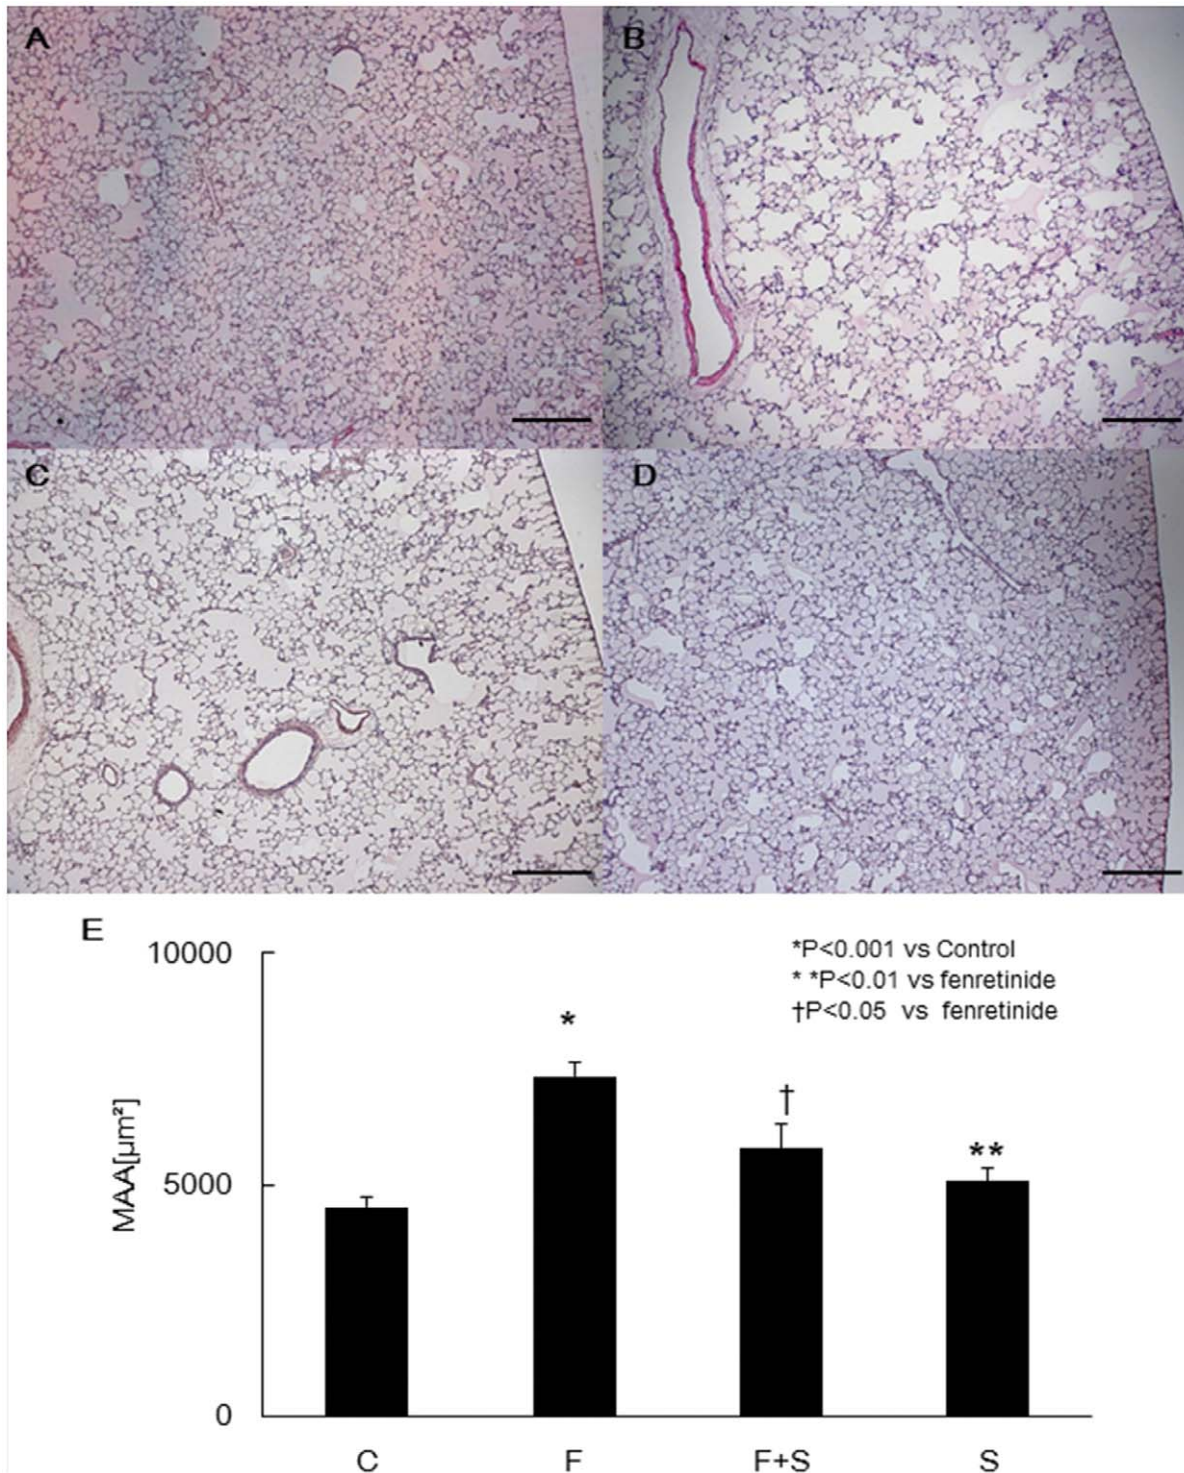 A
B
C
D
E
10000
*P<0.001 vs Control
* *P<0.01 vs fenretinide
†P<0.05 vs fenretinide
*
†
**
MAA[µm²]
5000
0
C
F
F+S
S